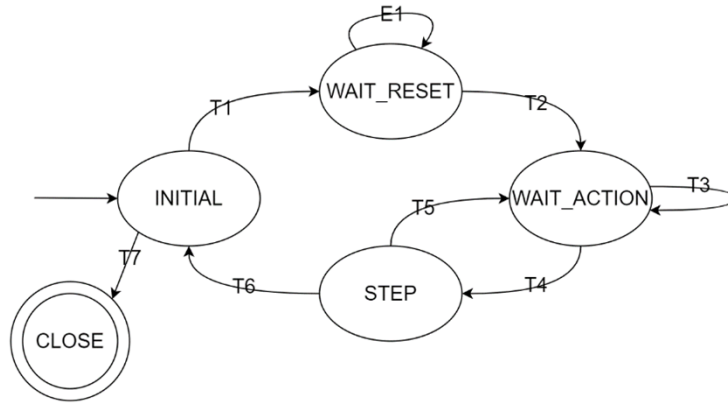 E1
WAIT_RESET
T1
T2
INITIAL
WAIT_ACTION
T3
T5
T7
T6
STEP
T4
CLOSE